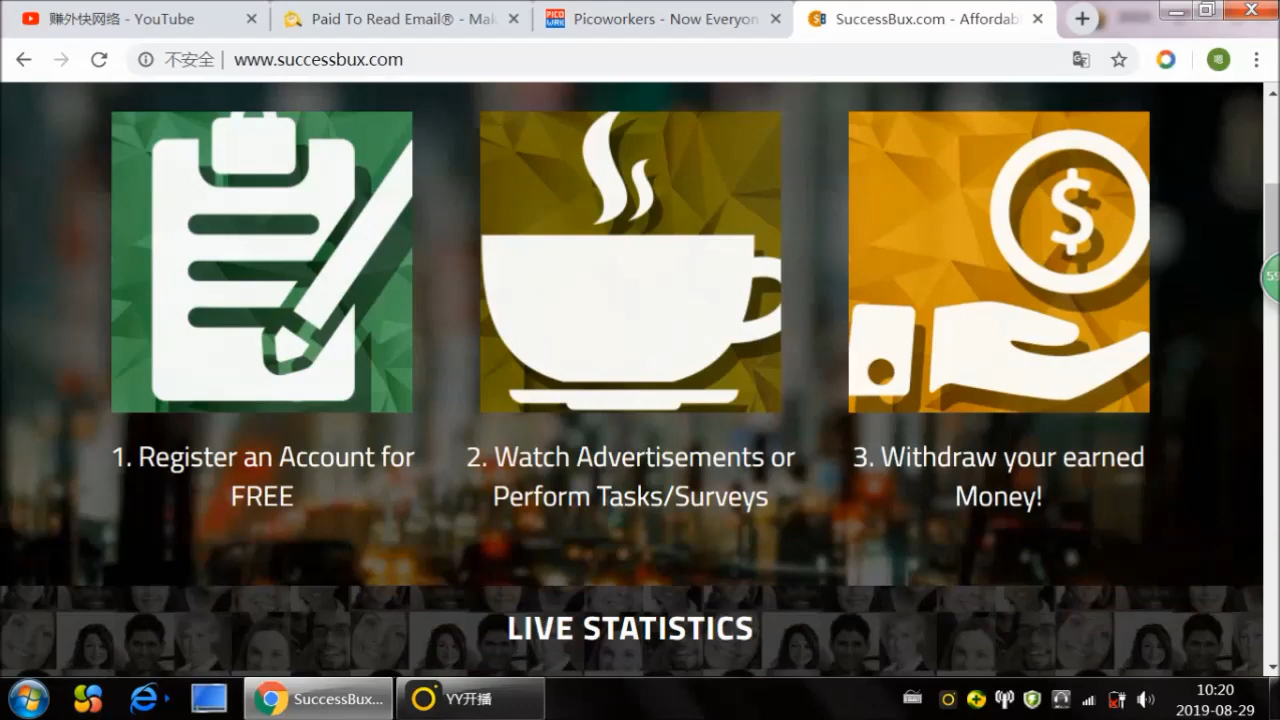 赚外快网络 - YouTube
Paid To Read Email® - Mak
Picoworkers - Now Everyon
SuccessBux.com - Affordab
不安全 | www.successbux.com
嗯
$
1. Register an Account for
FREE
2. Watch Advertisements or
Perform Tasks/Surveys
3. Withdraw your earned
Money!
LIVE STATISTICS
SuccessBux...
YY开播
10:20
2019-08-29